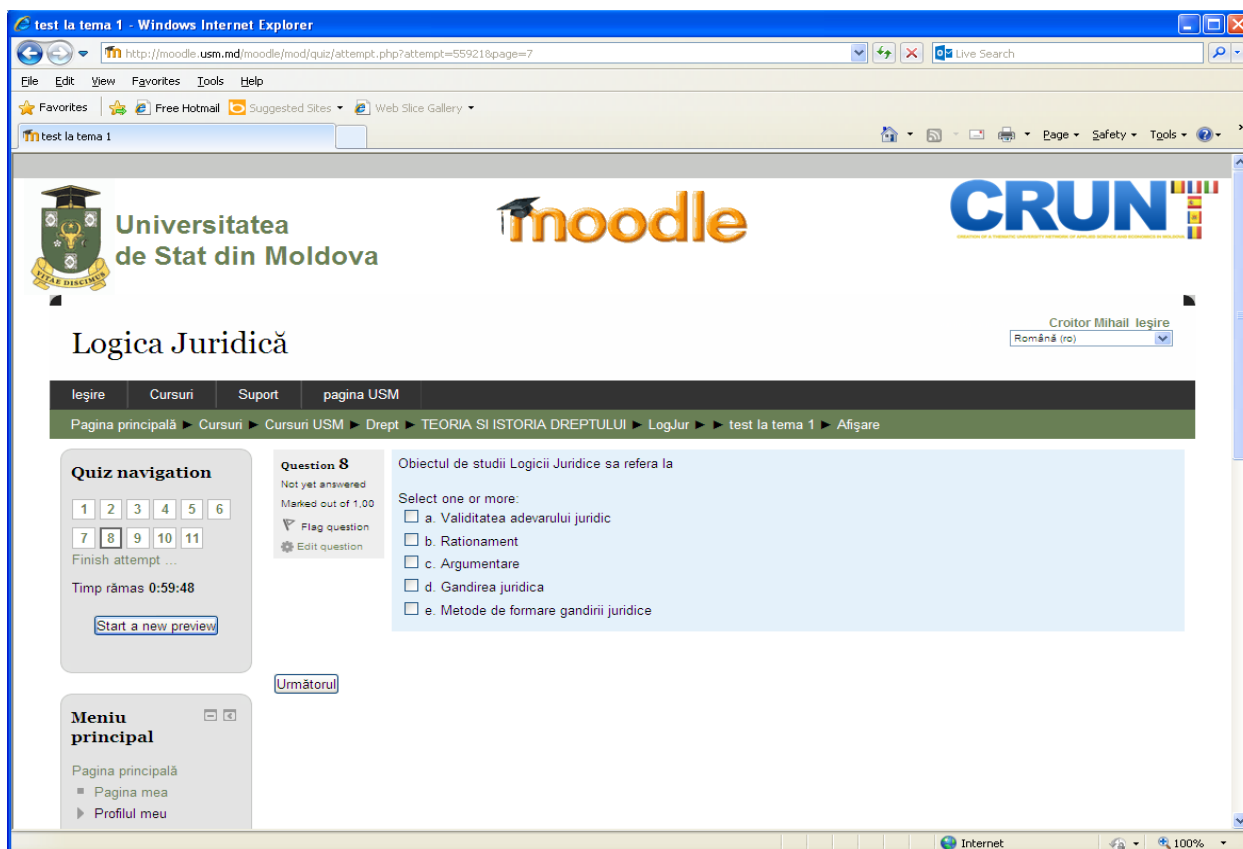 test la tema 1 - Windows Internet Explorer
http://moodle.usm.md/moodle/mod/quiz/attempt.php?attempt=55921&page=7
Live Search
File Edit View Favorites Tools Help
Favorites Free Hotmail Suggested Sites Web Slice Gallery
test la tema 1
Page Safety Tools
Universitatea
de Stat din Moldova
VITAE DISCIMUS
moodle
CRUNT
Croitor Mihail Ieşire
Logica Juridică
Română (ro)
Ieşire Cursuri Suport pagina USM
Pagina principală ► Cursuri ► Cursuri USM ► Drept ► TEORIA SI ISTORIA DREPTULUI ► LogJur ► ► test la tema 1 ► Afişare
Quiz navigation
1 2 3 4 5 6
7 8 9 10 11
Finish attempt ...
Timp rămas 0:59:48
Start a new preview
Question 8
Not yet answered
Marked out of 1,00
Flag question
Edit question
Obiectul de studii Logicii Juridice sa refera la
Select one or more:
a. Validitatea adevarului juridic
b. Rationament
c. Argumentare
d. Gandirea juridica
e. Metode de formare gandirii juridice
Următorul
Meniu
principal
Pagina principală
Pagina mea
Profilul meu
Internet
100%